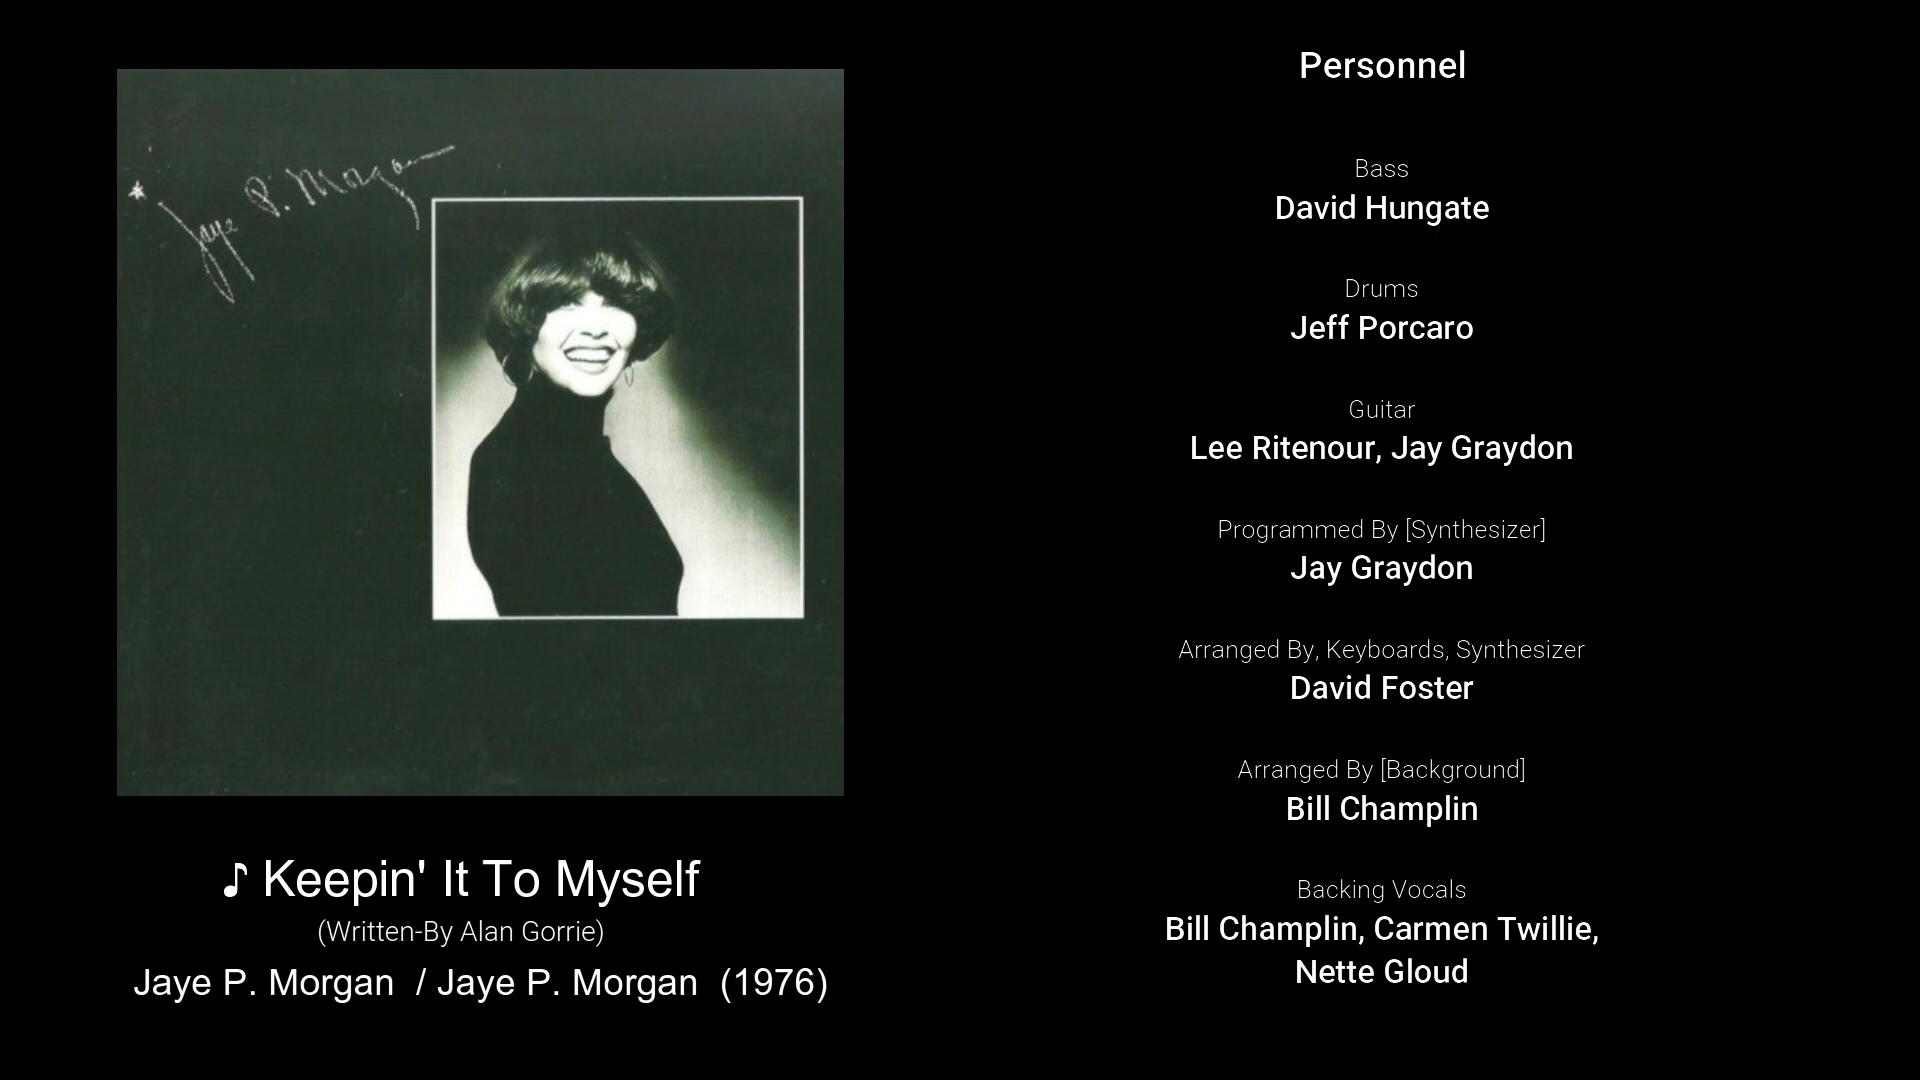 Jaye P. Morgan
♪ Keepin' It To Myself
(Written-By Alan Gorrie)
Jaye P. Morgan / Jaye P. Morgan (1976)
Personnel
Bass
David Hungate
Drums
Jeff Porcaro
Guitar
Lee Ritenour, Jay Graydon
Programmed By [Synthesizer]
Jay Graydon
Arranged By, Keyboards, Synthesizer
David Foster
Arranged By [Background]
Bill Champlin
Backing Vocals
Bill Champlin, Carmen Twillie,
Nette Gloud